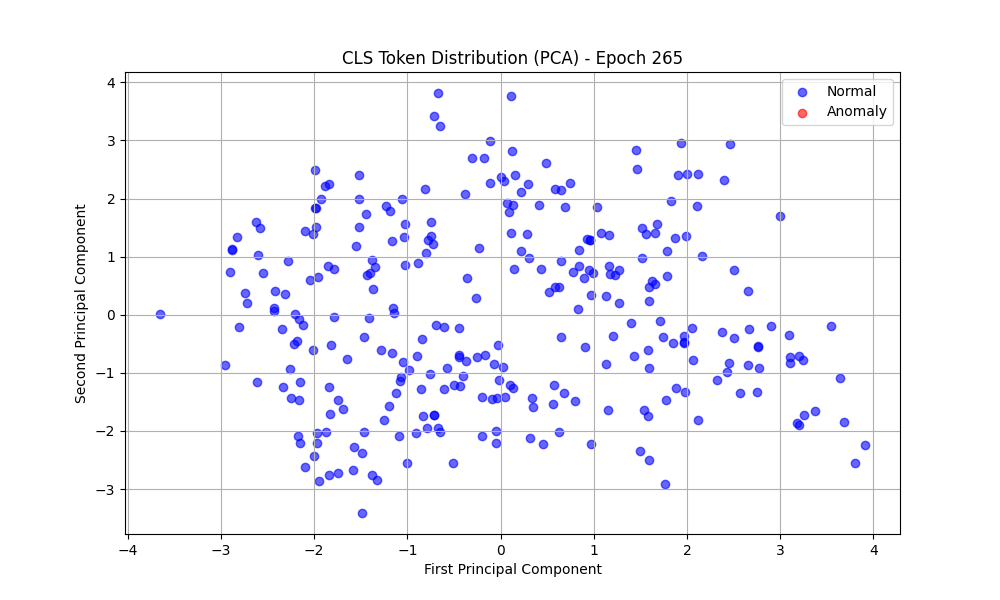 CLS Token Distribution (PCA) - Epoch 265
Normal
Anomaly
4
3
2
1
0
−1
−2
−3
Second Principal Component
−4 −3 −2 −1 0 1 2 3 4
First Principal Component